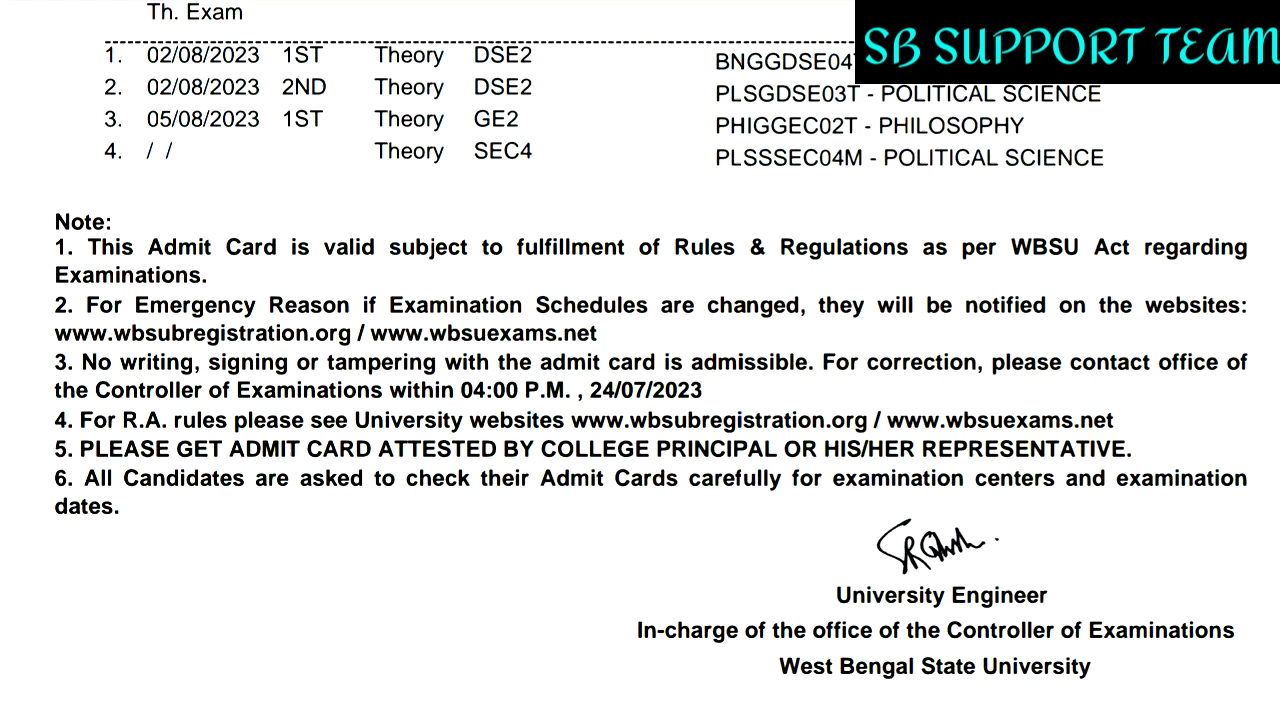 Th. Exam
SB SUPPORT TEAM
1. 02/08/2023 1ST Theory DSE2 BNGGDSE04T
2. 02/08/2023 2ND Theory DSE2 PLSGDSE03T - POLITICAL SCIENCE
3. 05/08/2023 1ST Theory GE2 PHIGGEC02T - PHILOSOPHY
4. / / Theory SEC4 PLSSSEC04M - POLITICAL SCIENCE
Note:
1. This Admit Card is valid subject to fulfillment of Rules & Regulations as per WBSU Act regarding
Examinations.
2. For Emergency Reason if Examination Schedules are changed, they will be notified on the websites:
www.wbsubregistration.org / www.wbsuexams.net
3. No writing, signing or tampering with the admit card is admissible. For correction, please contact office of
the Controller of Examinations within 04:00 P.M. , 24/07/2023
4. For R.A. rules please see University websites www.wbsubregistration.org / www.wbsuexams.net
5. PLEASE GET ADMIT CARD ATTESTED BY COLLEGE PRINCIPAL OR HIS/HER REPRESENTATIVE.
6. All Candidates are asked to check their Admit Cards carefully for examination centers and examination
dates.
University Engineer
In-charge of the office of the Controller of Examinations
West Bengal State University